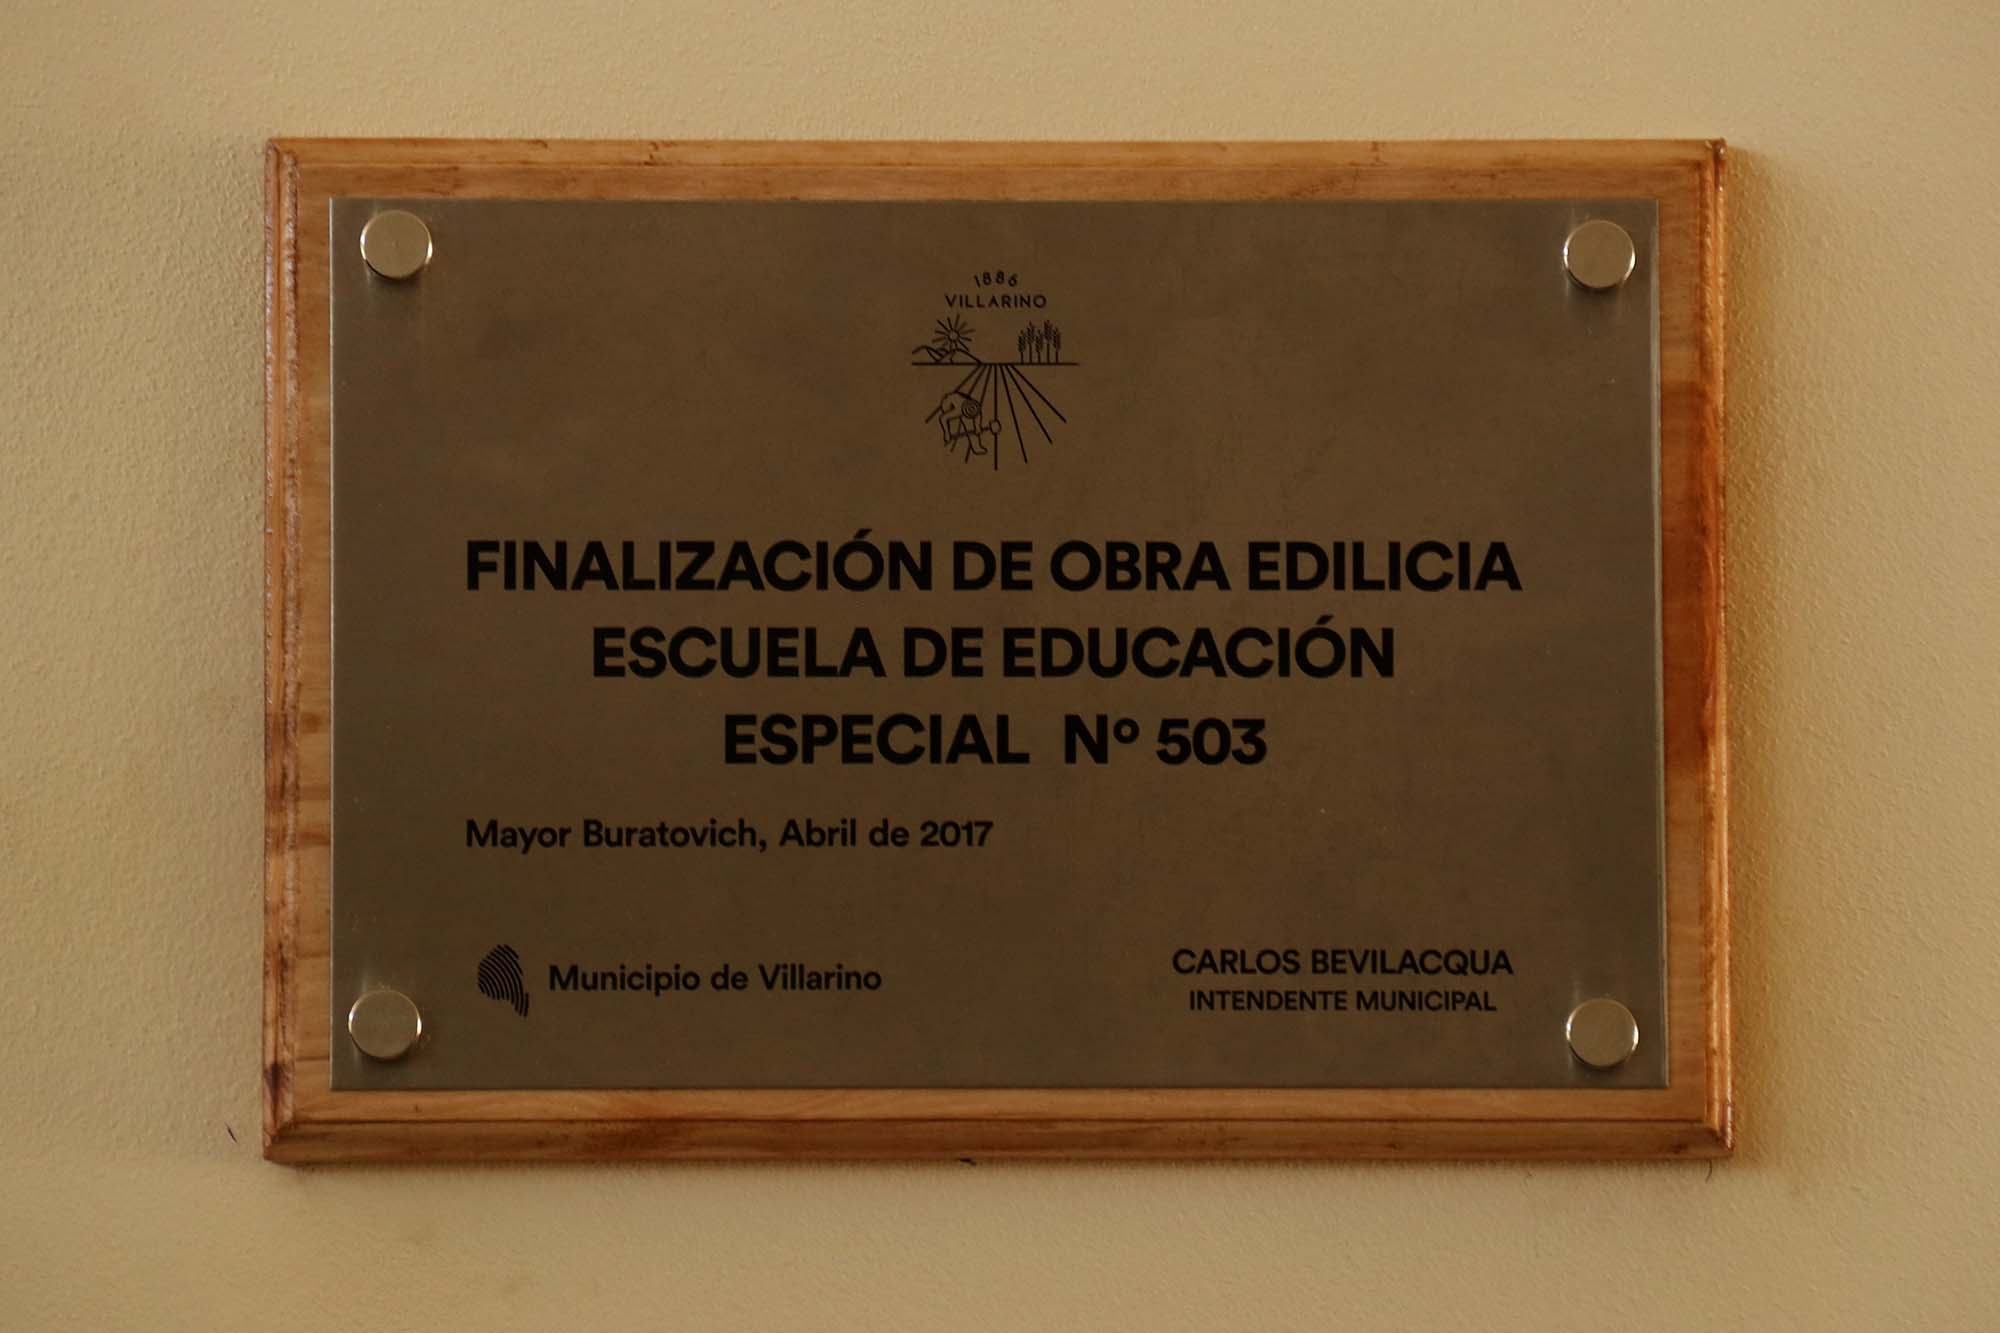 1886
VILLARINO
FINALIZACIÓN DE OBRA EDILICIA
ESCUELA DE EDUCACIÓN
ESPECIAL Nº 503
Mayor Buratovich, Abril de 2017
Municipio de Villarino
CARLOS BEVILACQUA
INTENDENTE MUNICIPAL